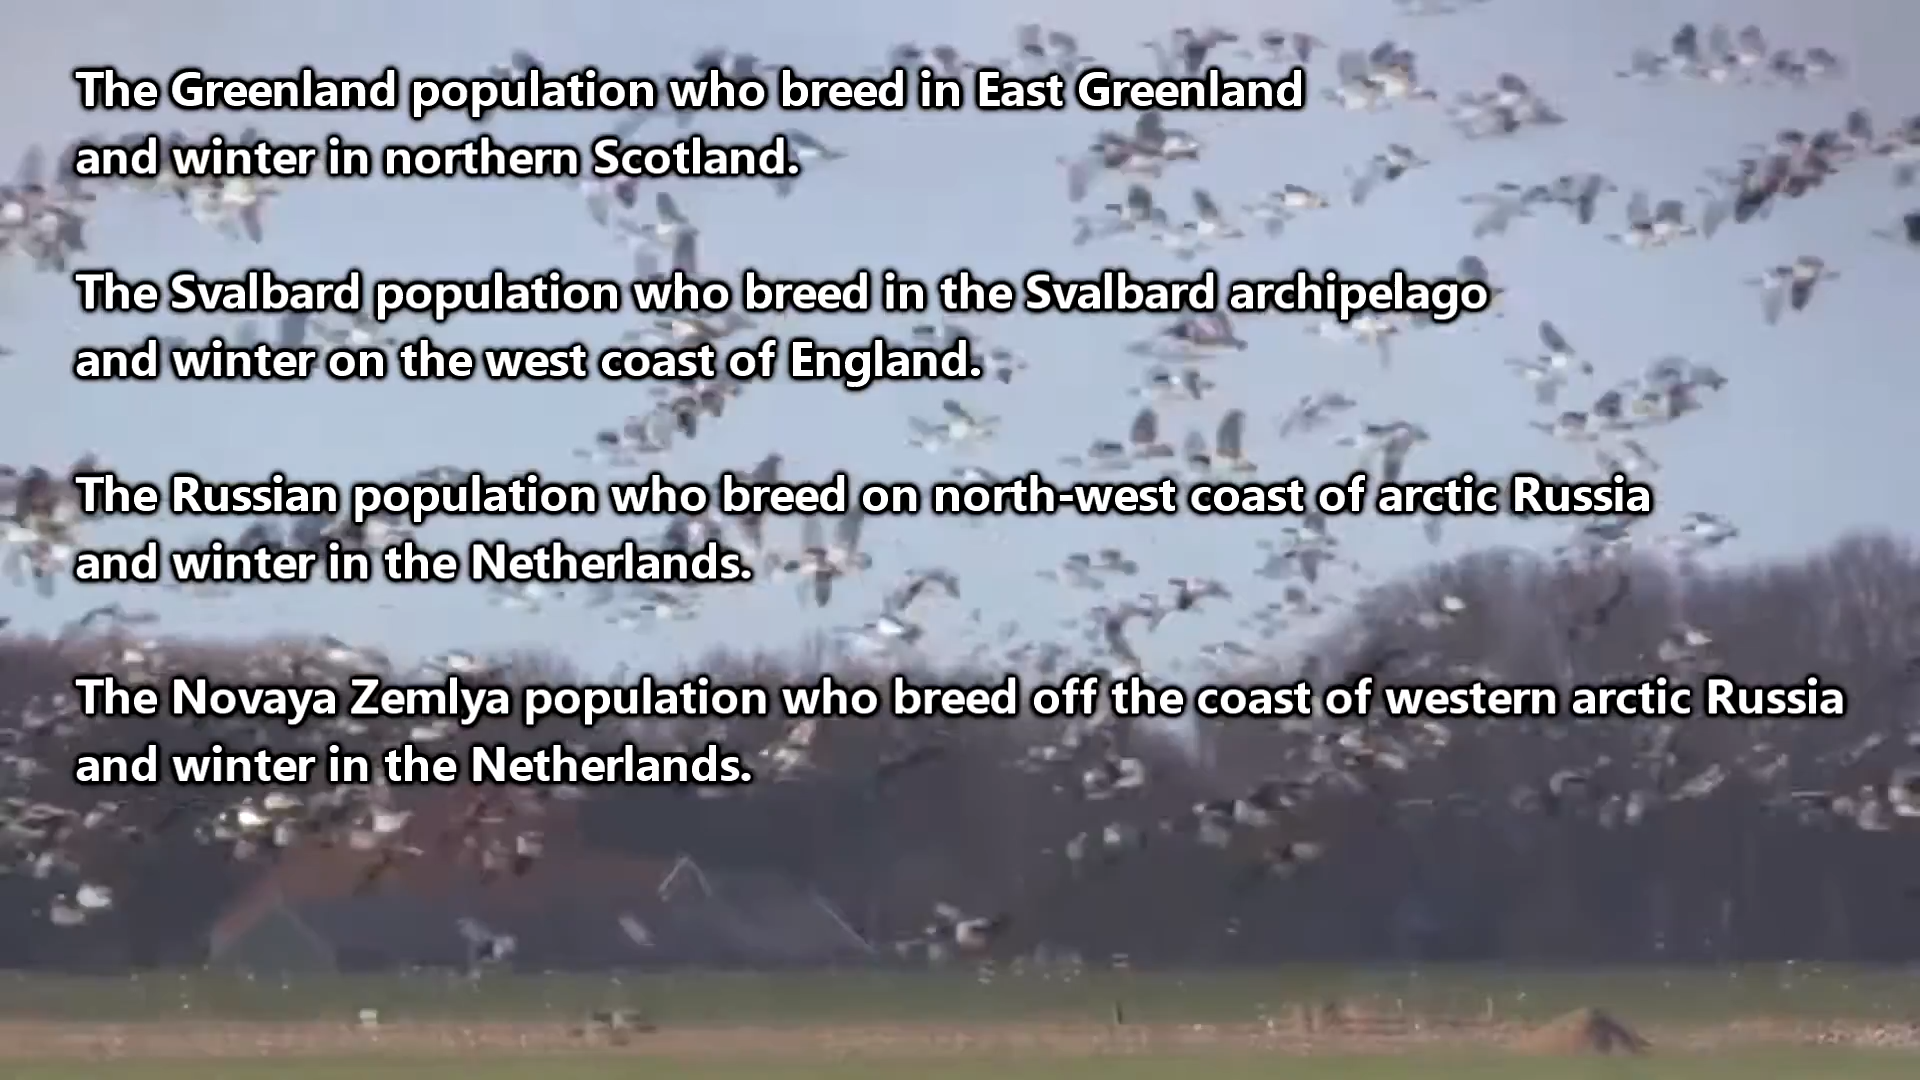 The Greenland population who breed in East Greenland
and winter in northern Scotland.
The Svalbard population who breed in the Svalbard archipelago
and winter on the west coast of England.
The Russian population who breed on north-west coast of arctic Russia
and winter in the Netherlands.
The Novaya Zemlya population who breed off the coast of western arctic Russia
and winter in the Netherlands.